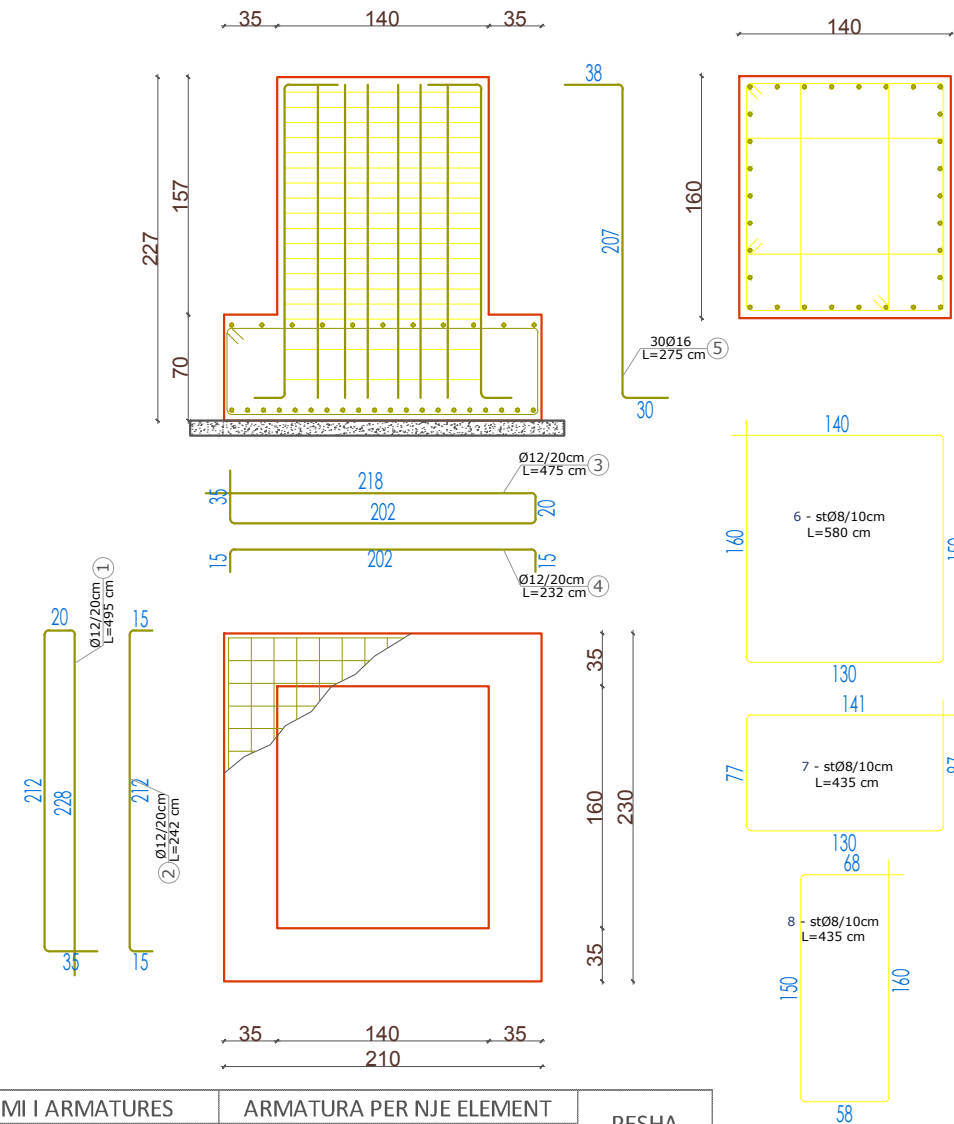 35 140 35
140
38
157
227
207
160
70
30Ø16
L=275 cm 5
30
Ø12/20cm
L=475 cm 3
218
35
202
20
15
202
15
Ø12/20cm
L=232 cm 4
140
6 - stØ8/10cm
L=580 cm
160
150
130
1
Ø12/20cm
L=495 cm
20
15
212
228
212
Ø12/20cm
L=242 cm
2
35
15
35
160
230
35
141
7 - stØ8/10cm
L=435 cm
77
97
130
68
8 - stØ8/10cm
L=435 cm
150
160
58
35 140 35
210
MI I ARMATURES
ARMATURA PER NJE ELEMENT
PESHA